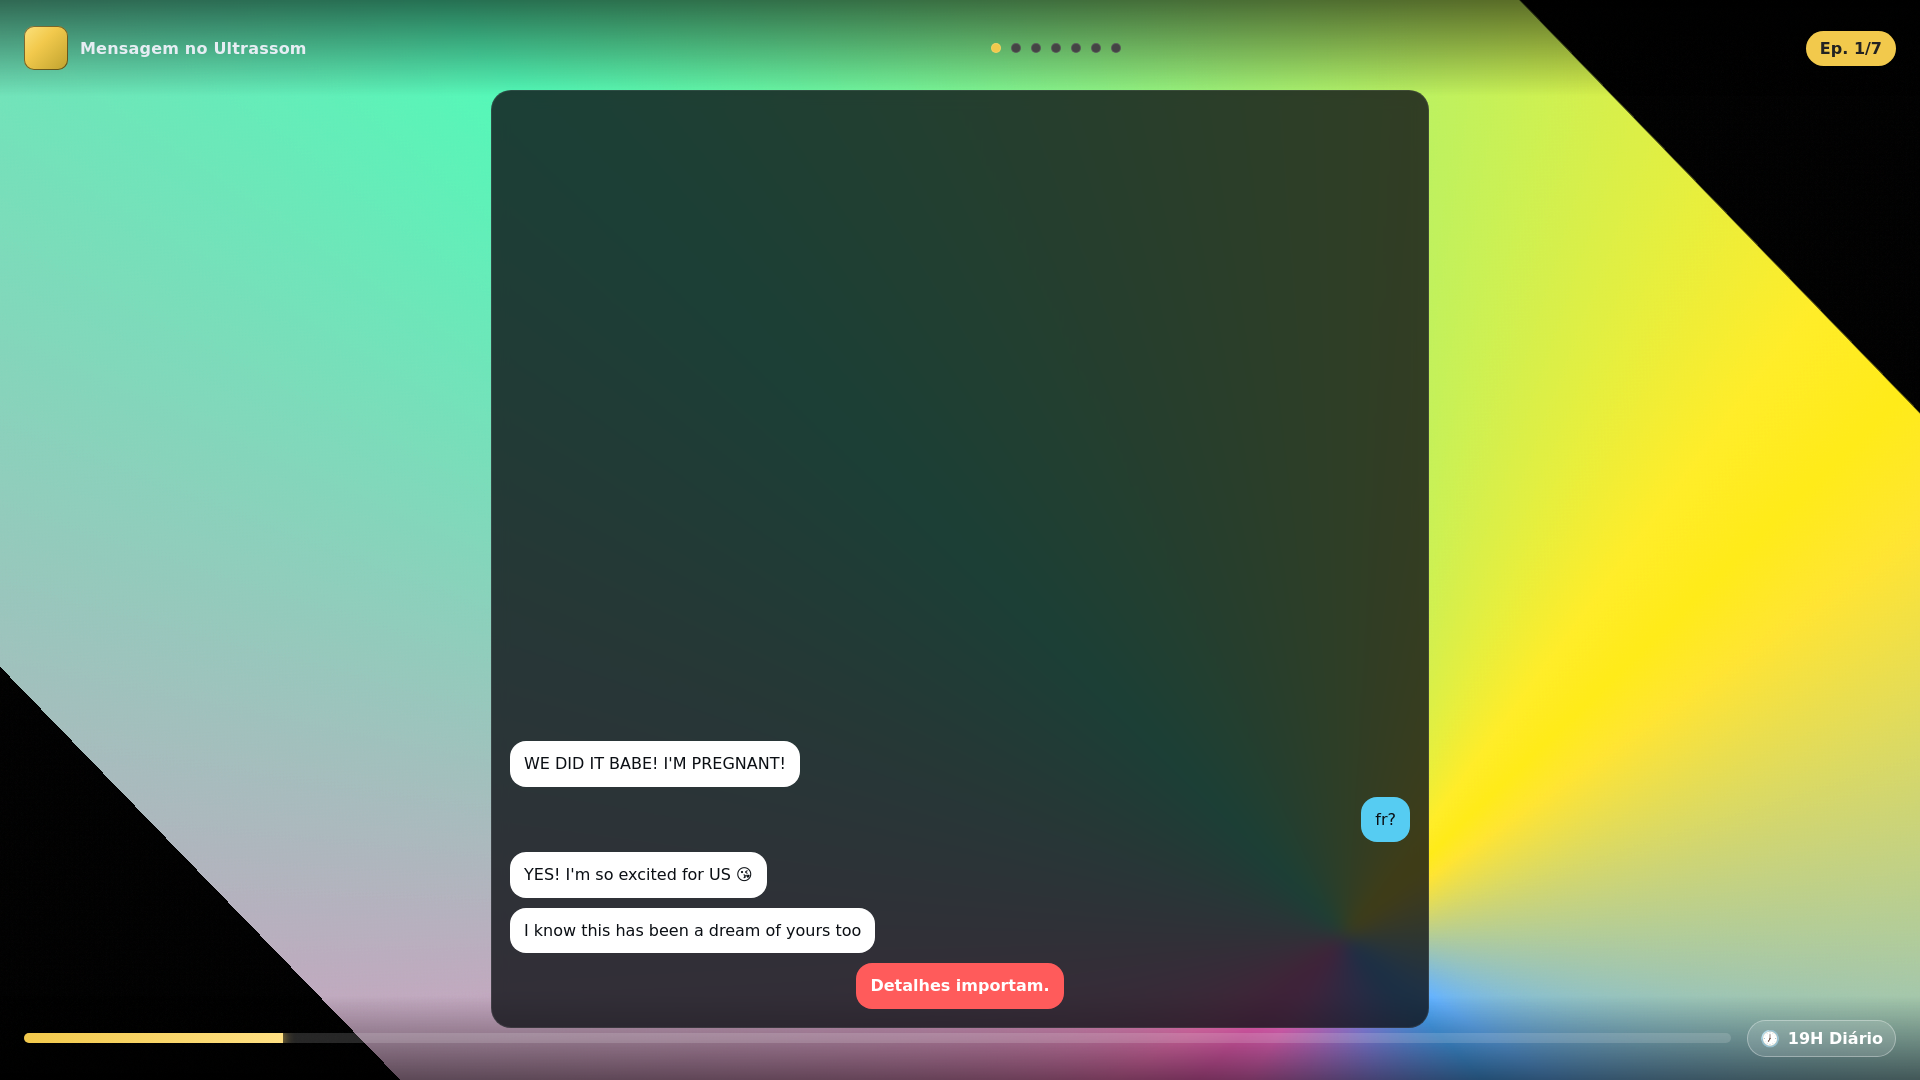 Mensagem no Ultrassom
Ep. 1/7
WE DID IT BABE! I'M PREGNANT!
fr?
YES! I'm so excited for US 😘
I know this has been a dream of yours too
Detalhes importam.
🕖 19H Diário